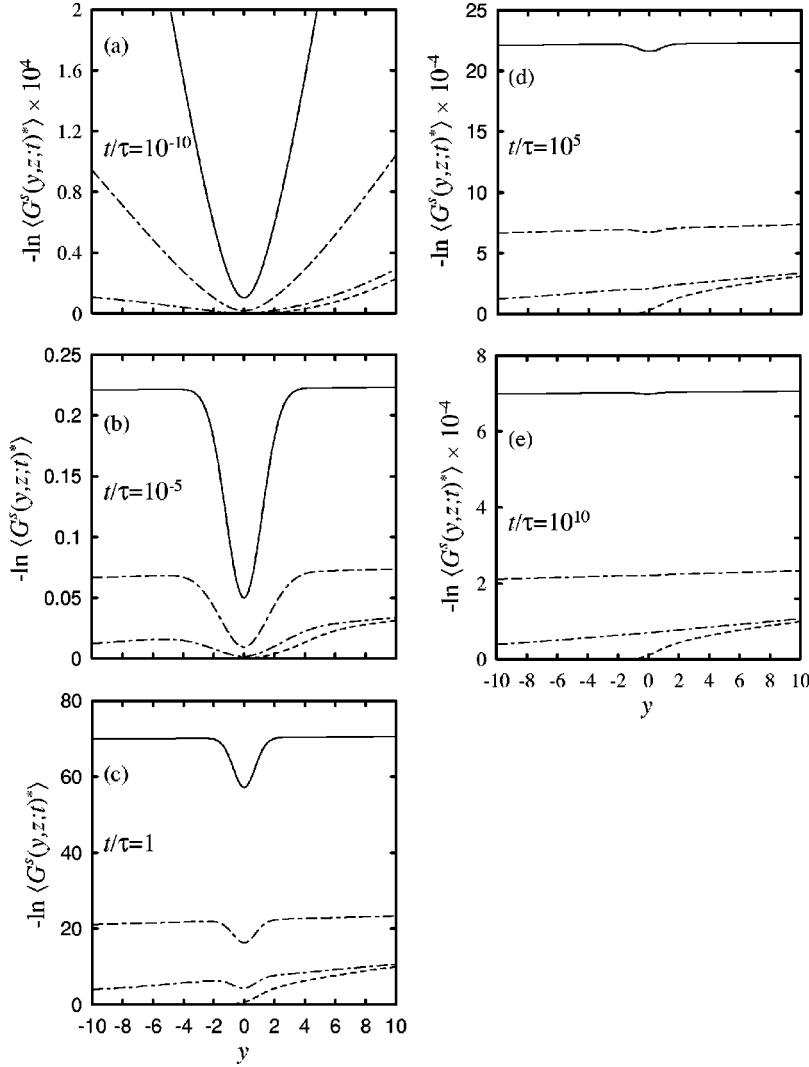 -ln ⟨G^s(y,z;t)*⟩ × 10^4
2
1.6
1.2
0.8
0.4
0
(a)
t/τ=10^-10
-ln ⟨G^s(y,z;t)*⟩
0.25
0.2
0.15
0.1
0.05
0
(b)
t/τ=10^-5
-ln ⟨G^s(y,z;t)*⟩
80
60
40
20
0
(c)
t/τ=1
-10 -8 -6 -4 -2 0 2 4 6 8 10
y
-ln ⟨G^s(y,z;t)*⟩ × 10^-4
25
20
15
10
5
0
(d)
t/τ=10^5
-ln ⟨G^s(y,z;t)*⟩ × 10^-4
8
6
4
2
0
(e)
t/τ=10^10
-10 -8 -6 -4 -2 0 2 4 6 8 10
y